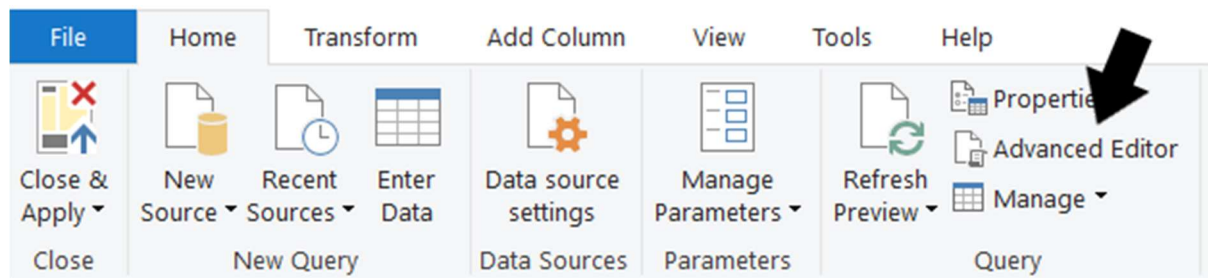 File Home Transform Add Column View Tools Help
Close & Apply
New Source
Recent Sources
Enter Data
Data source settings
Manage Parameters
Refresh Preview
Properties
Advanced Editor
Manage
Close New Query Data Sources Parameters Query